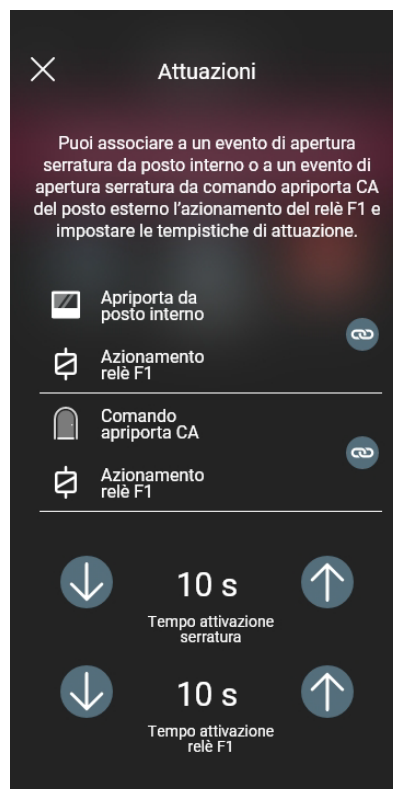 Attuazioni
Puoi associare a un evento di apertura
serratura da posto interno o a un evento di
apertura serratura da comando apriporta CA
del posto esterno l'azionamento del relè F1 e
impostare le tempistiche di attuazione.
Apriporta da
posto interno
Azionamento
relè F1
Comando
apriporta CA
Azionamento
relè F1
10 s
Tempo attivazione
serratura
10 s
Tempo attivazione
relè F1